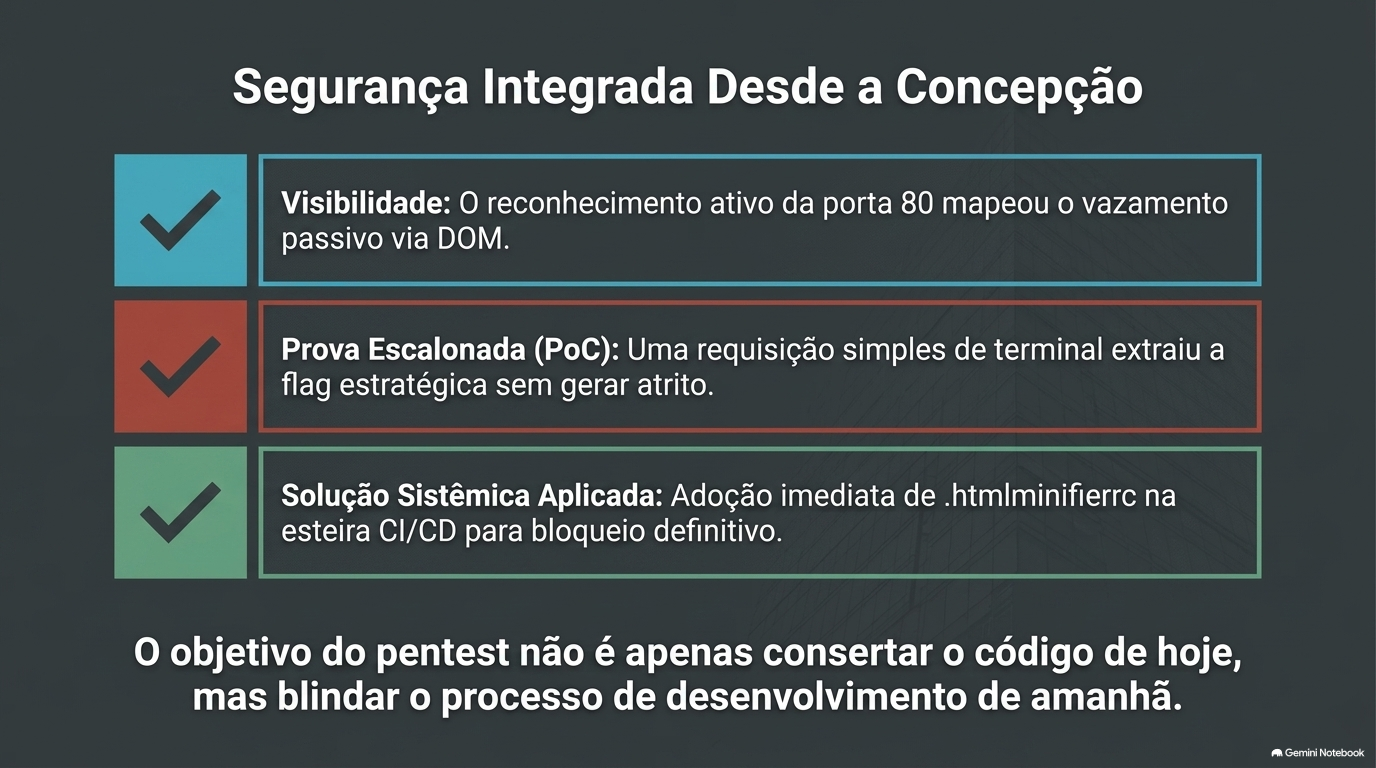 Segurança Integrada Desde a Concepção
Visibilidade: O reconhecimento ativo da porta 80 mapeou o vazamento
passivo via DOM.
Prova Escalonada (PoC): Uma requisição simples de terminal extraiu a
flag estratégica sem gerar atrito.
Solução Sistêmica Aplicada: Adoção imediata de .htmlminifierrc na
esteira CI/CD para bloqueio definitivo.
O objetivo do pentest não é apenas consertar o código de hoje,
mas blindar o processo de desenvolvimento de amanhã.
Gemini Notebook